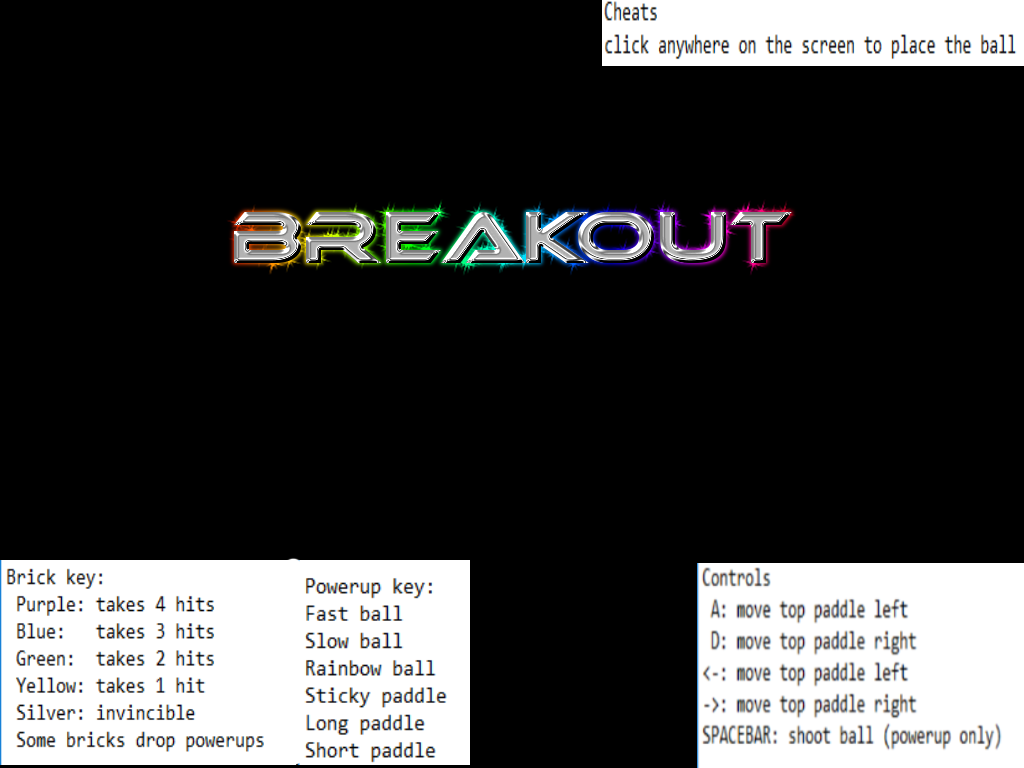 Cheats
click anywhere on the screen to place the ball
BREAKOUT
Brick key:
Purple: takes 4 hits
Blue: takes 3 hits
Green: takes 2 hits
Yellow: takes 1 hit
Silver: invincible
Some bricks drop powerups
Powerup key:
Fast ball
Slow ball
Rainbow ball
Sticky paddle
Long paddle
Short paddle
Controls
A: move top paddle left
D: move top paddle right
<-: move top paddle left
->: move top paddle right
SPACEBAR: shoot ball (powerup only)